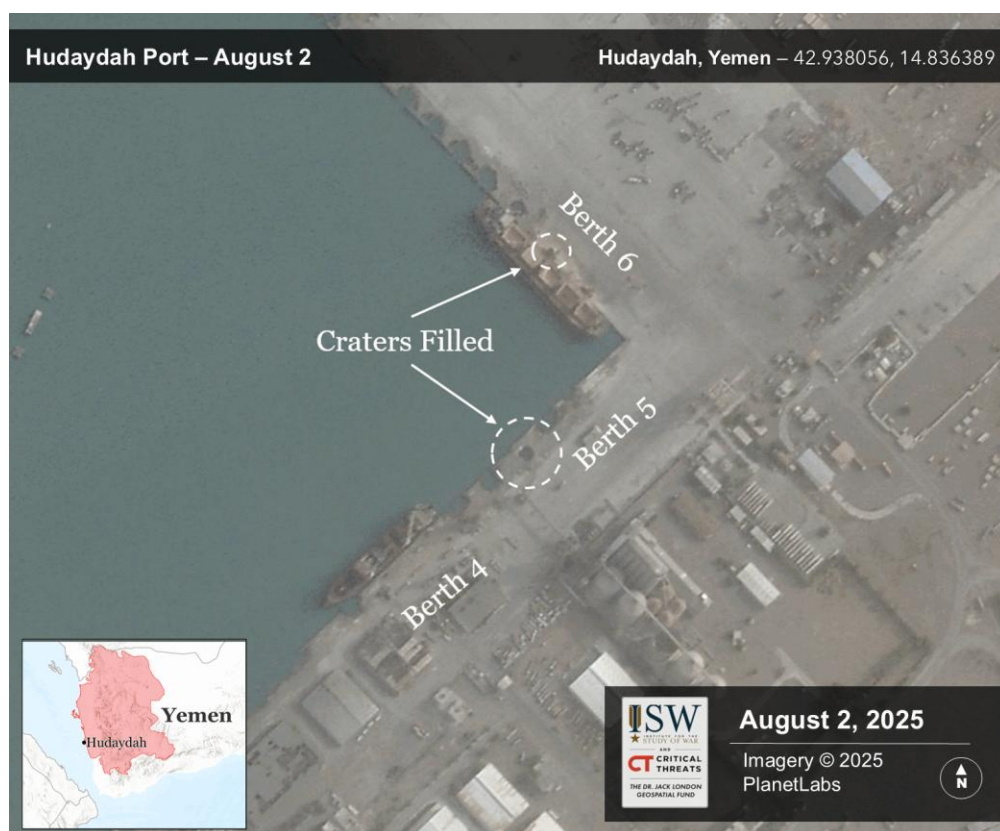 Hudaydah Port – August 2
Hudaydah, Yemen – 42.938056, 14.836389
Berth 6
Craters Filled
Berth 5
Berth 4
Yemen
Hudaydah
ISW
INSTITUTE FOR THE
STUDY OF WAR
AND
CT CRITICAL
THREATS
THE DR. JACK LONDON
GEOSPATIAL FUND
August 2, 2025
Imagery © 2025
PlanetLabs
N